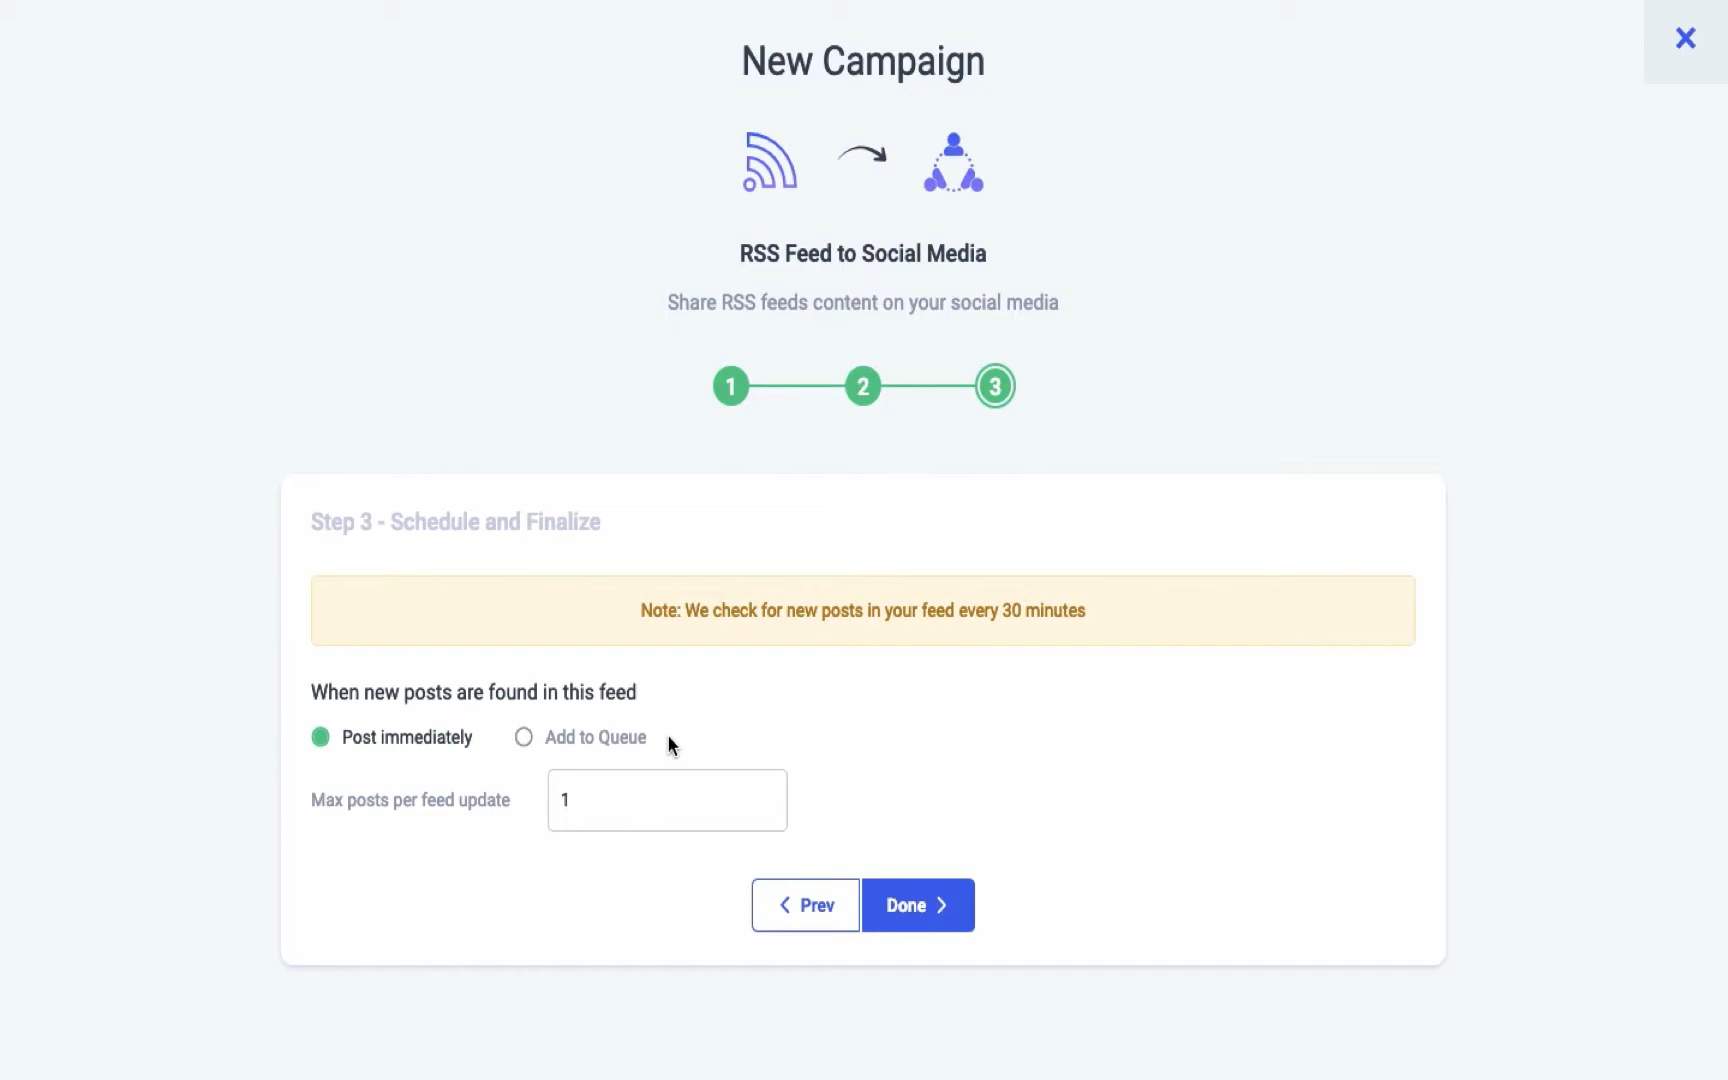 New Campaign
RSS Feed to Social Media
Share RSS feeds content on your social media
1 2 3
Step 3 - Schedule and Finalize
Note: We check for new posts in your feed every 30 minutes
When new posts are found in this feed
Post immediately Add to Queue
Max posts per feed update 1
Prev Done